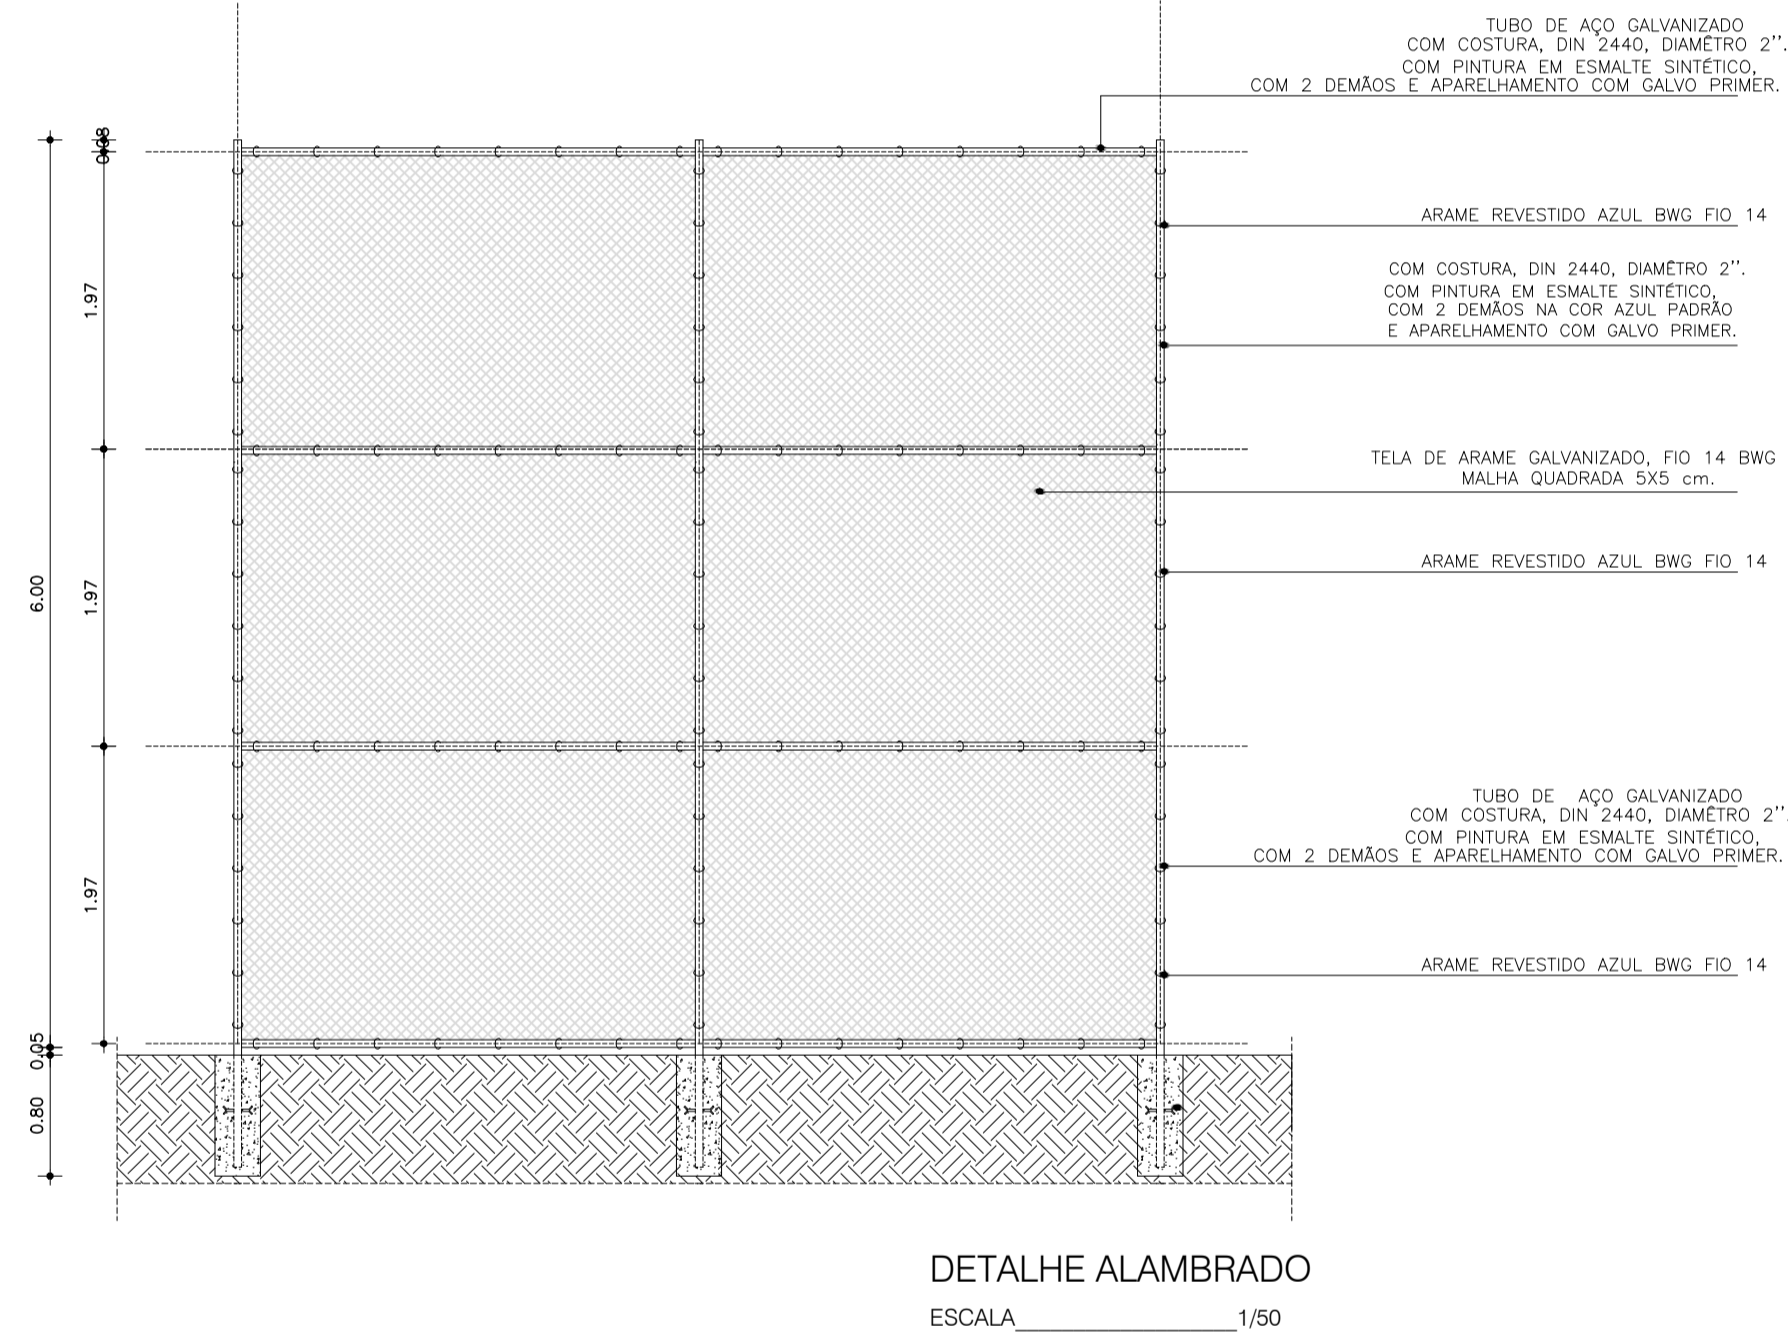 TUBO DE AÇO GALVANIZADO
COM COSTURA, DIN 2440, DIAMÊTRO 2’’.
COM PINTURA EM ESMALTE SINTÉTICO,
COM 2 DEMÃOS E APARELHAMENTO COM GALVO PRIMER.
ARAME REVESTIDO AZUL BWG FIO 14
COM COSTURA, DIN 2440, DIAMÊTRO 2’’.
COM PINTURA EM ESMALTE SINTÉTICO,
COM 2 DEMÃOS NA COR AZUL PADRÃO
E APARELHAMENTO COM GALVO PRIMER.
TELA DE ARAME GALVANIZADO, FIO 14 BWG
MALHA QUADRADA 5X5 cm.
ARAME REVESTIDO AZUL BWG FIO 14
TUBO DE AÇO GALVANIZADO
COM COSTURA, DIN 2440, DIAMÊTRO 2’’.
COM PINTURA EM ESMALTE SINTÉTICO,
COM 2 DEMÃOS E APARELHAMENTO COM GALVO PRIMER.
ARAME REVESTIDO AZUL BWG FIO 14
0.08
1.97
1.97
1.97
6.00
0.05
0.80
DETALHE ALAMBRADO
ESCALA 1/50